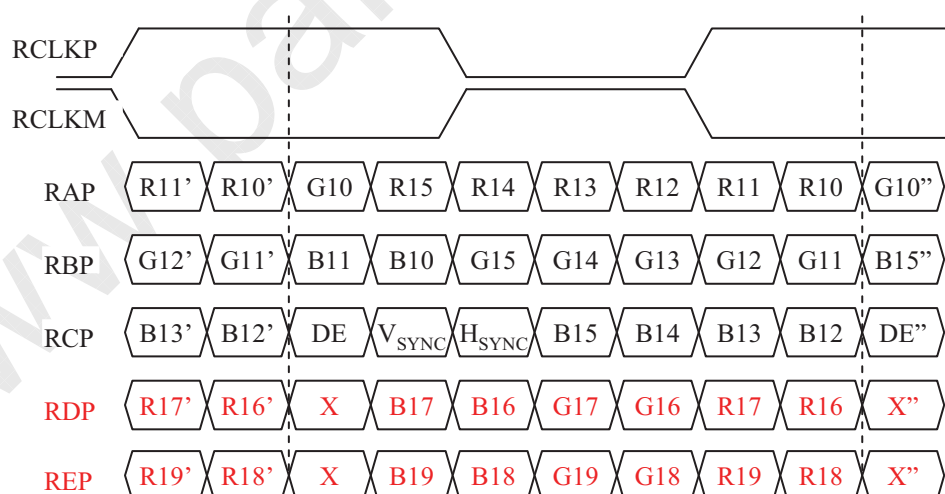 RCLKP
RCLKM
RAP R11’ R10’ G10 R15 R14 R13 R12 R11 R10 G10”
RBP G12’ G11’ B11 B10 G15 G14 G13 G12 G11 B15”
RCP B13’ B12’ DE VSYNC HSYNC B15 B14 B13 B12 DE”
RDP R17’ R16’ X B17 B16 G17 G16 R17 R16 X”
REP R19’ R18’ X B19 B18 G19 G18 R19 R18 X”